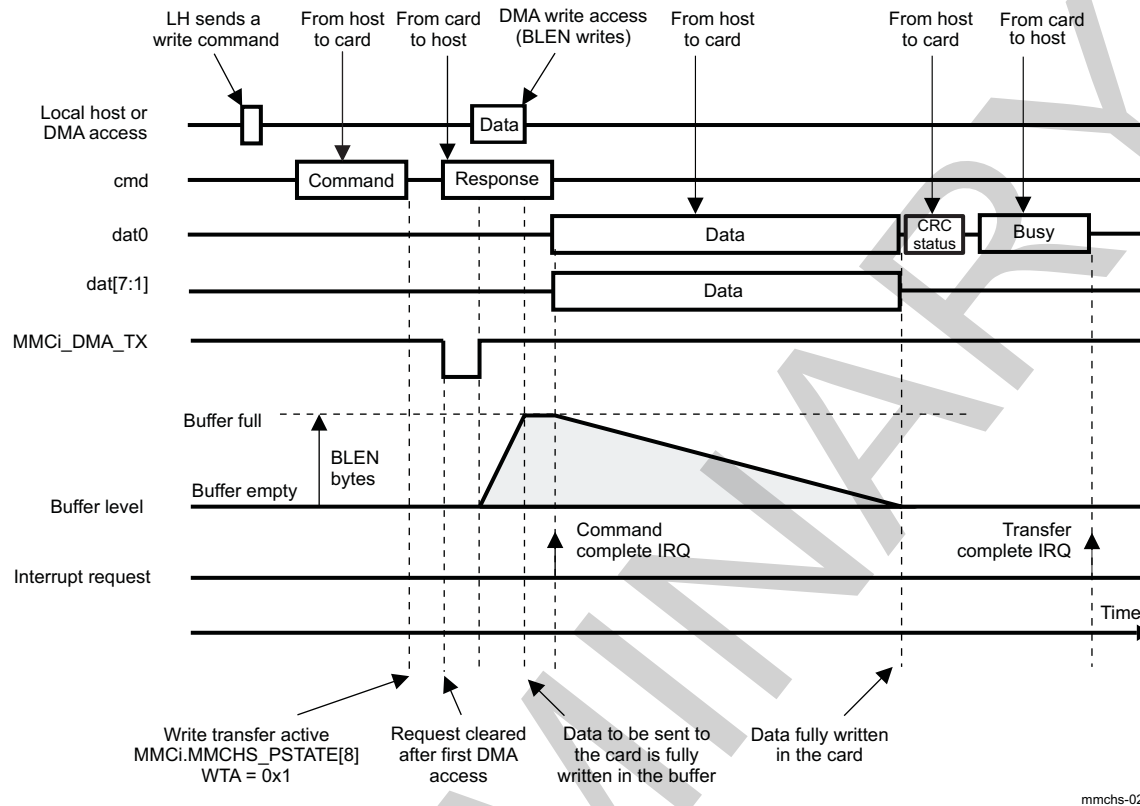 LH sends a
write command
From host
to card
From card
to host
DMA write access
(BLEN writes)
From host
to card
From host
to card
From card
to host
Local host or
DMA access
Data
cmd
Command
Response
dat0
Data
CRC
status
Busy
dat[7:1]
Data
MMCi_DMA_TX
Buffer full
BLEN
bytes
Buffer empty
Buffer level
Command
complete IRQ
Transfer
complete IRQ
Interrupt request
Time
Write transfer active
MMCi.MMCHS_PSTATE[8]
WTA = 0x1
Request cleared
after first DMA
access
Data to be sent to
the card is fully
written in the buffer
Data fully written
in the card
MINARY
mmchs-02